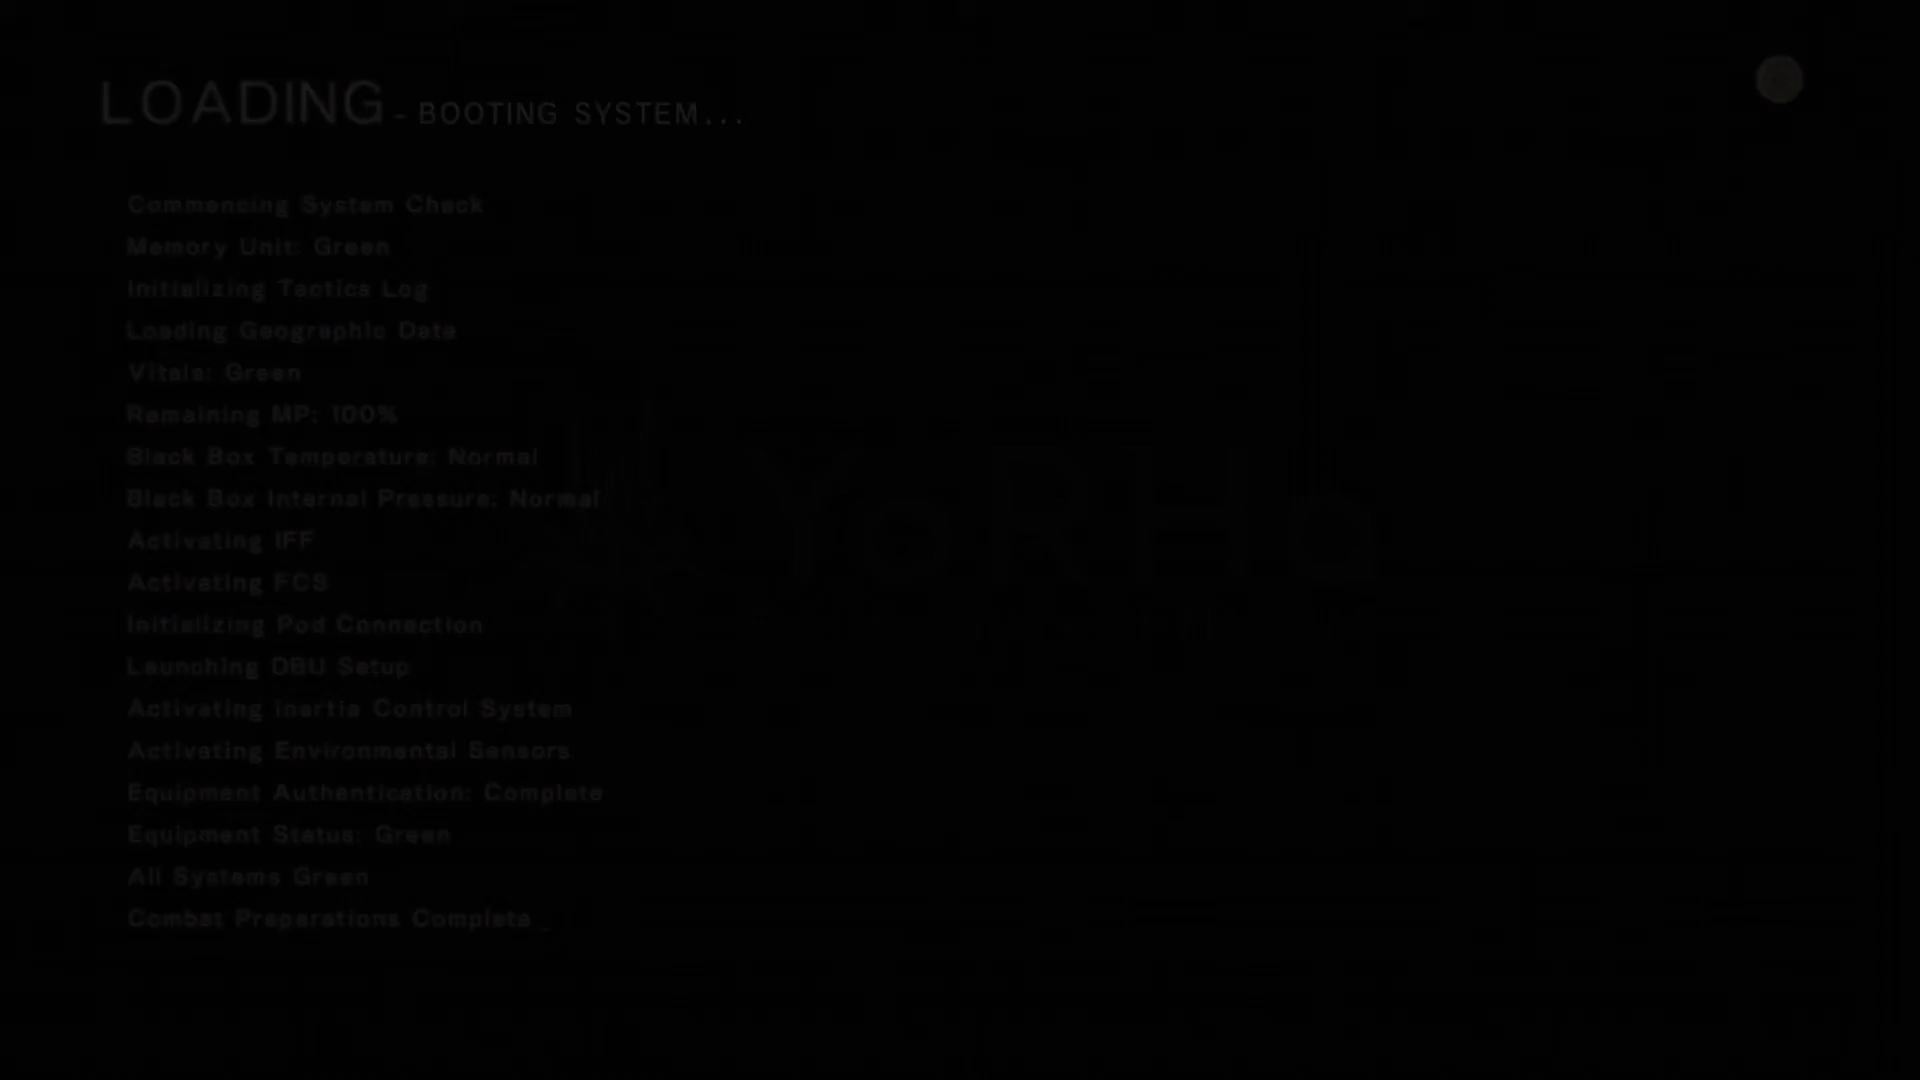 LOADING - BOOTING SYSTEM...
Commencing System Check
Memory Unit: Green
Initializing Tactics Log
Loading Geographic Data
Vitals: Green
Remaining MP: 100%
Black Box Temperature: Normal
Black Box Internal Pressure: Normal
Activating IFF
Activating FCS
Initializing Pod Connection
Launching DBU Setup
Activating Inertia Control System
Activating Environmental Sensors
Equipment Authentication: Complete
Equipment Status: Green
All Systems Green
Combat Preparations Complete_
YoRHa